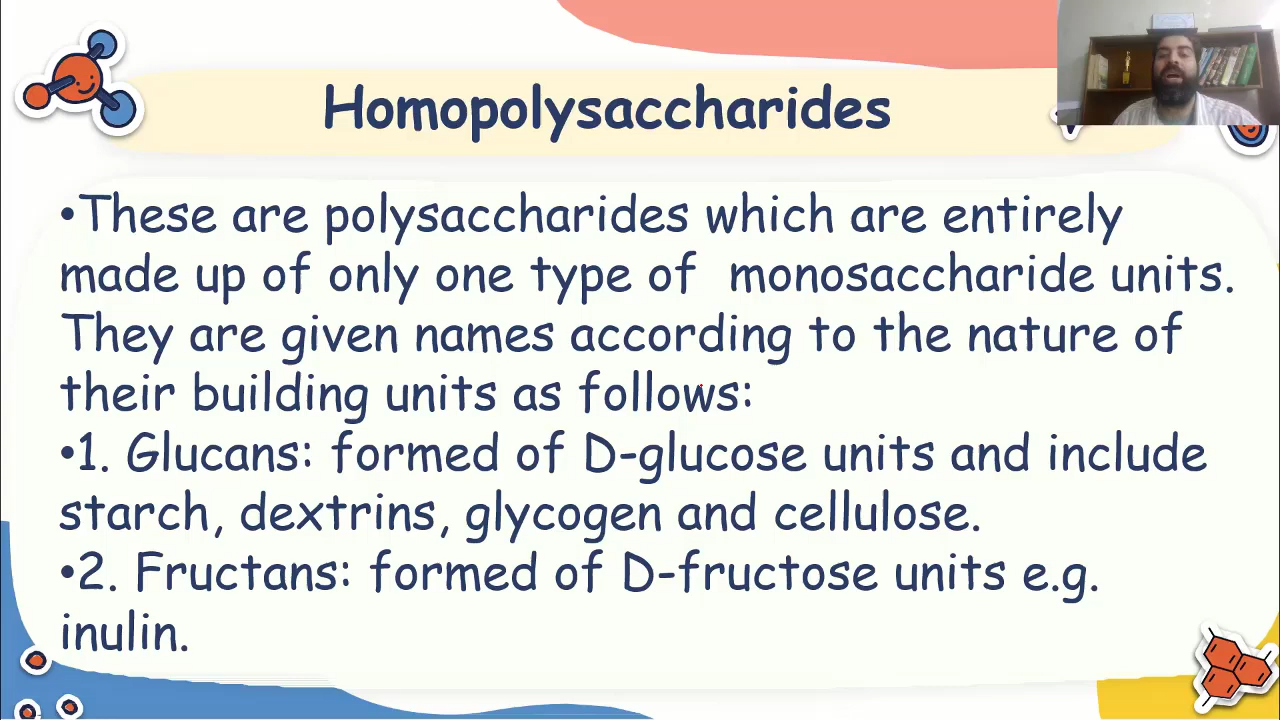 Homopolysaccharides
•These are polysaccharides which are entirely
made up of only one type of monosaccharide units.
They are given names according to the nature of
their building units as follows:
•1. Glucans: formed of D-glucose units and include
starch, dextrins, glycogen and cellulose.
•2. Fructans: formed of D-fructose units e.g.
inulin.